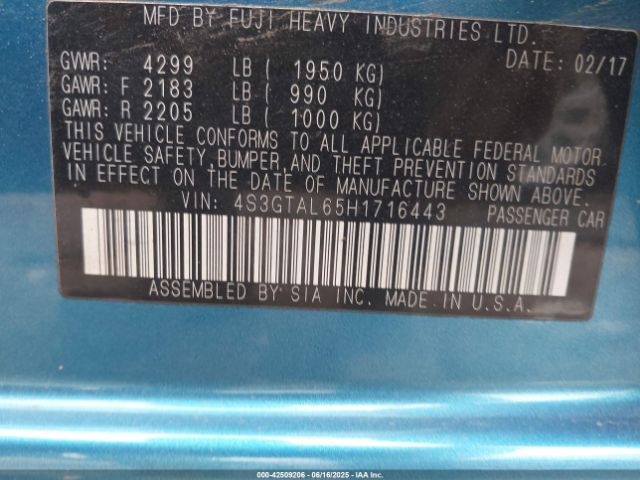 MFD BY FUJI HEAVY INDUSTRIES LTD.
DATE: 02/17
GVWR: 4299 LB ( 1950 KG)
GAWR: F 2183 LB ( 990 KG)
GAWR: R 2205 LB ( 1000 KG)
THIS VEHICLE CONFORMS TO ALL APPLICABLE FEDERAL MOTOR
VEHICLE SAFETY, BUMPER, AND THEFT PREVENTION STANDARDS
IN EFFECT ON THE DATE OF MANUFACTURE SHOWN ABOVE.
VIN: 4S3GTAL65H1716443 PASSENGER CAR
ASSEMBLED BY SIA INC. MADE IN U.S.A.
000-42509206 - 06/16/2025 - IAAI.COM